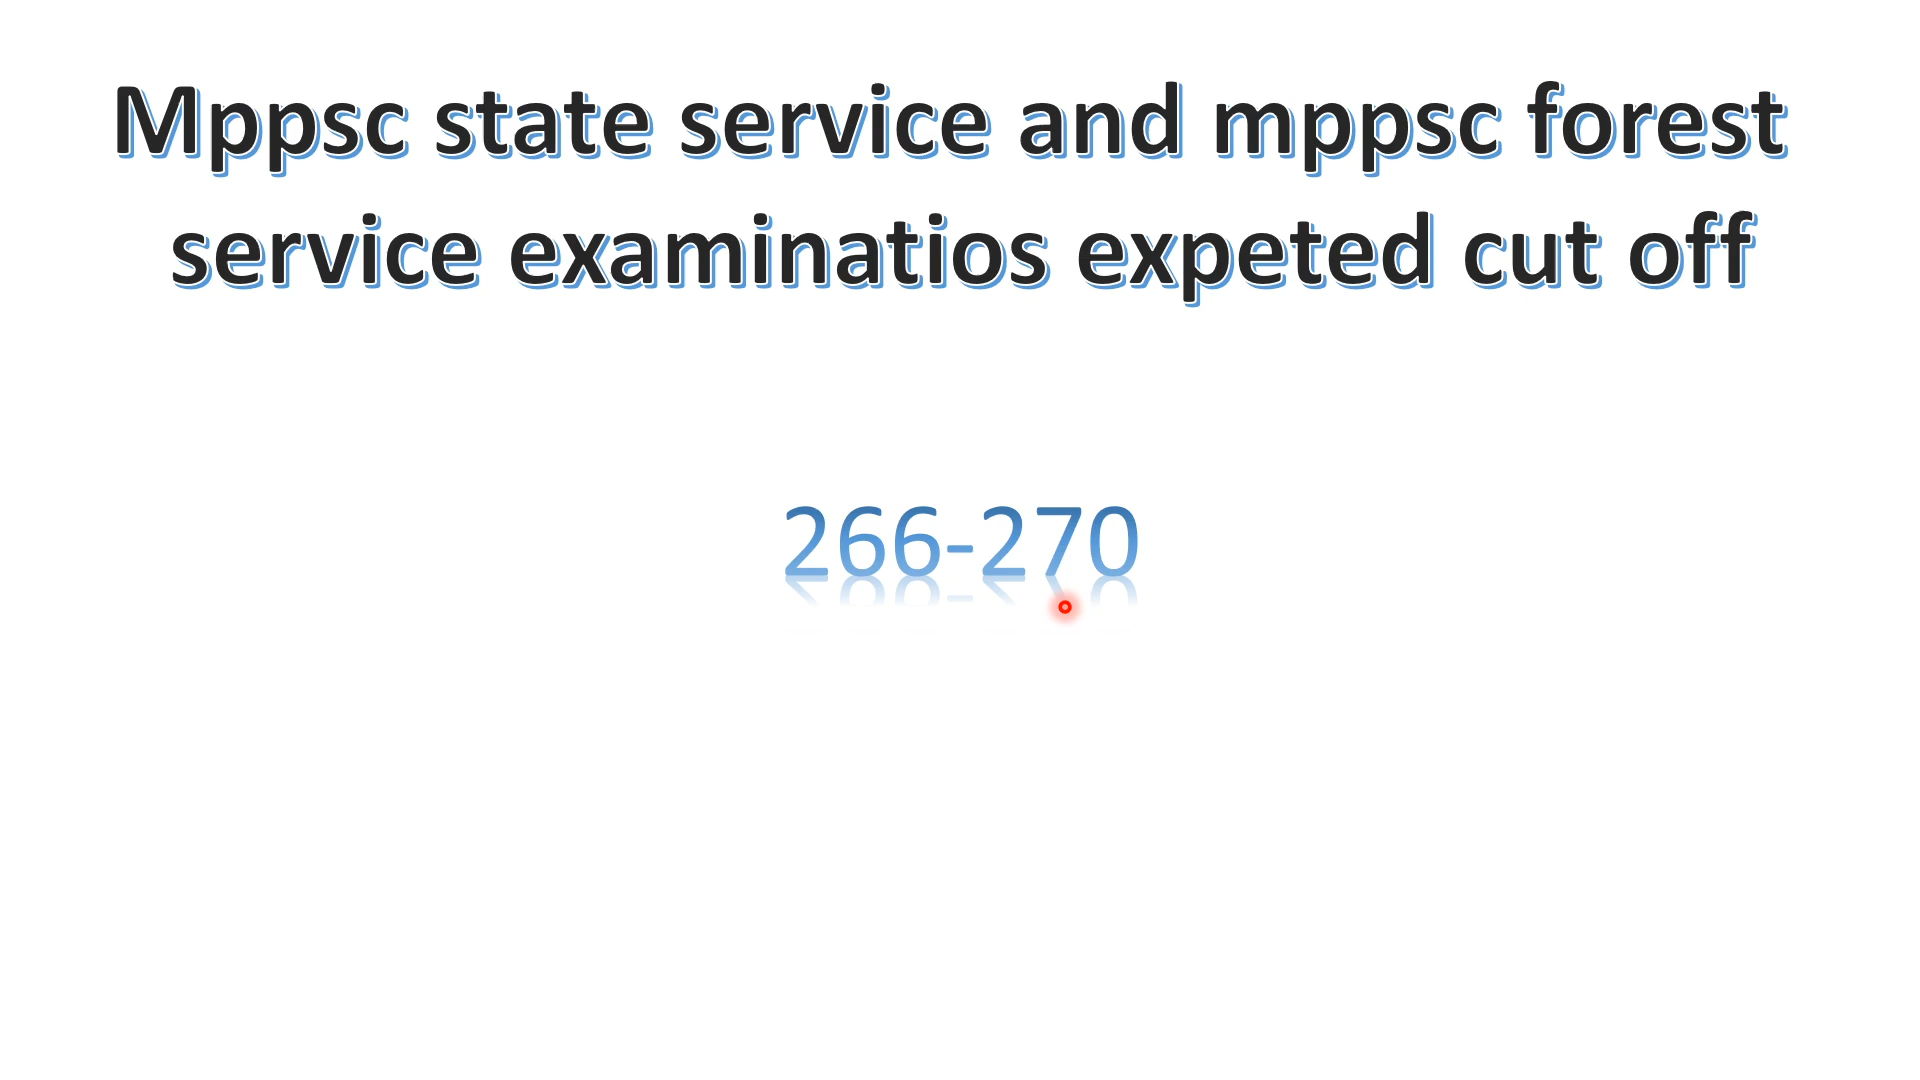 Mppsc state service and mppsc forest
service examinatios expeted cut off
266-270